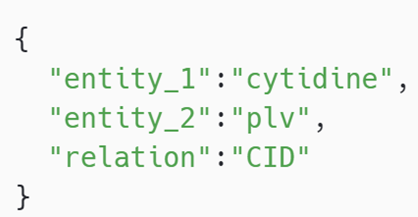 {
"entity_1":"cytidine",
"entity_2":"plv",
"relation":"CID"
}